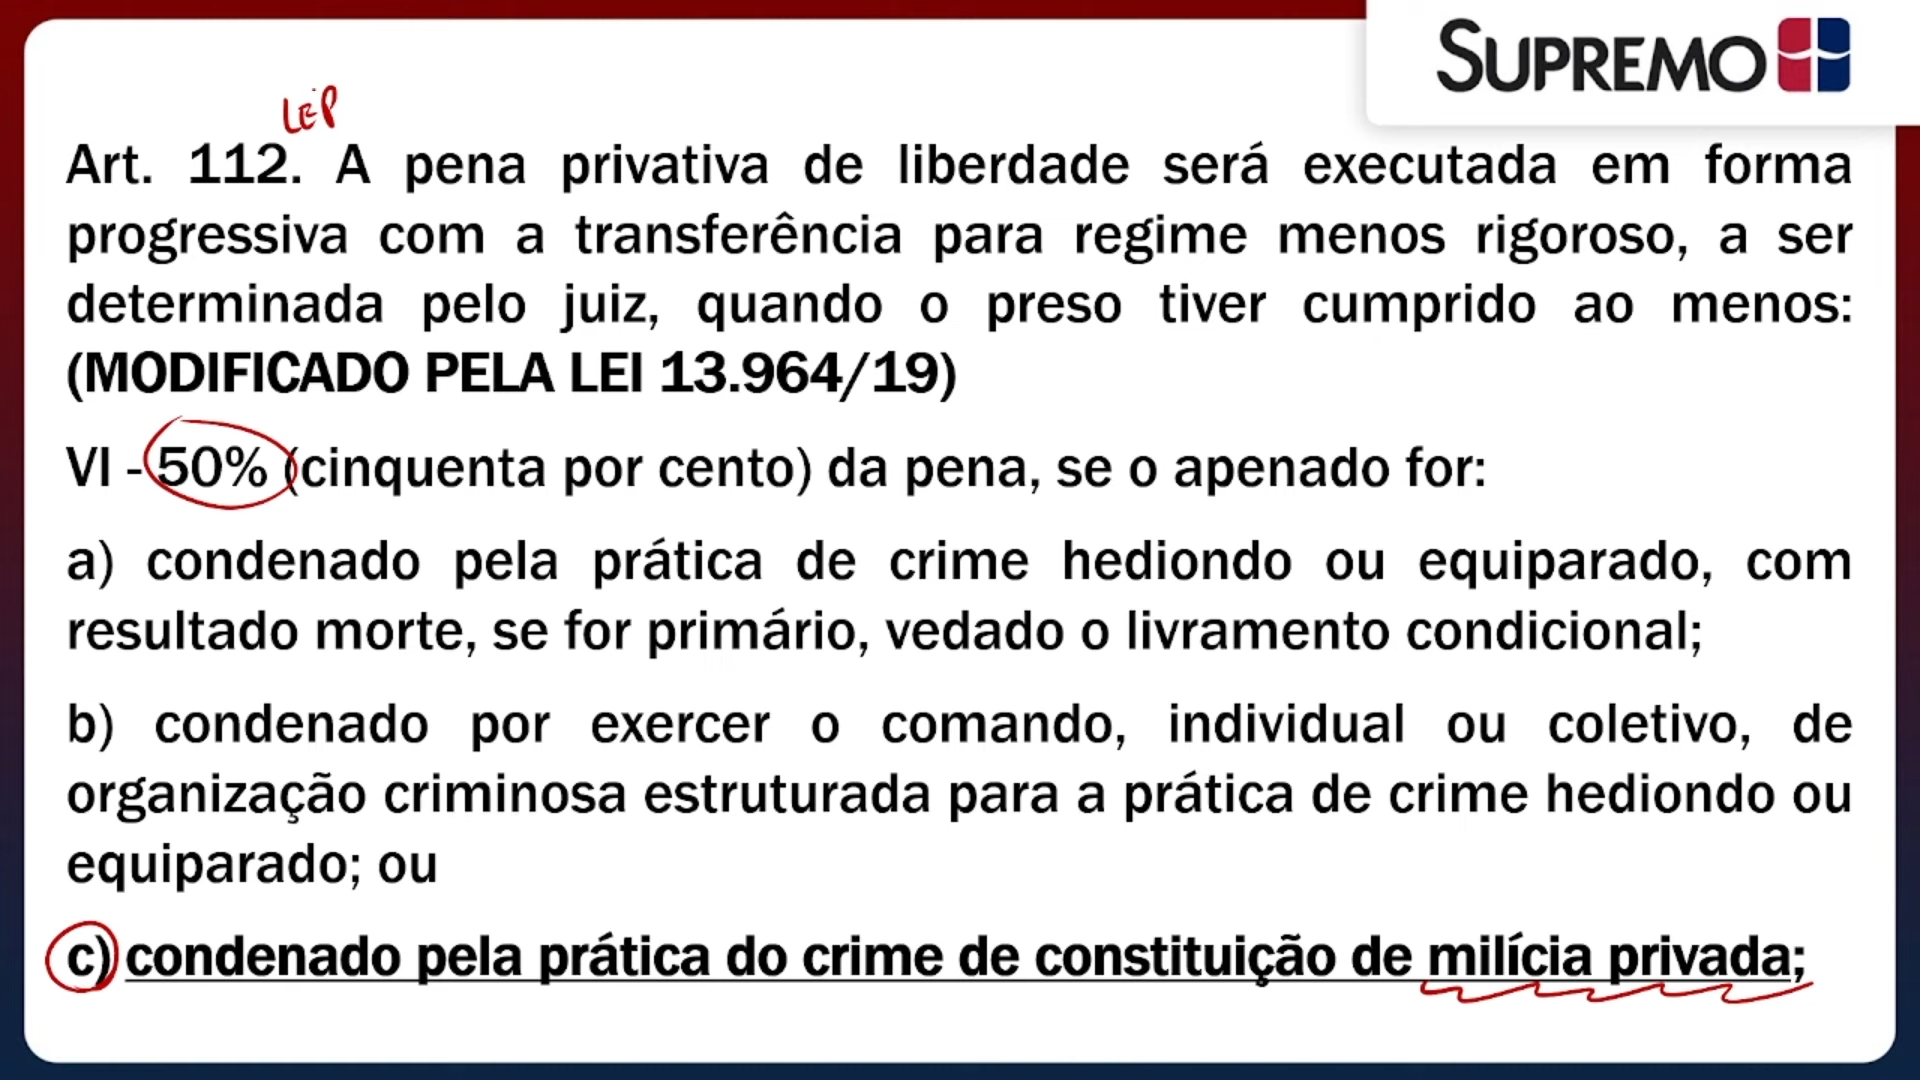 SUPREMO
LEP
Art. 112. A pena privativa de liberdade será executada em forma
progressiva com a transferência para regime menos rigoroso, a ser
determinada pelo juiz, quando o preso tiver cumprido ao menos:
(MODIFICADO PELA LEI 13.964/19)
VI - 50% (cinquenta por cento) da pena, se o apenado for:
a) condenado pela prática de crime hediondo ou equiparado, com
resultado morte, se for primário, vedado o livramento condicional;
b) condenado por exercer o comando, individual ou coletivo, de
organização criminosa estruturada para a prática de crime hediondo ou
equiparado; ou
c) condenado pela prática do crime de constituição de milícia privada;